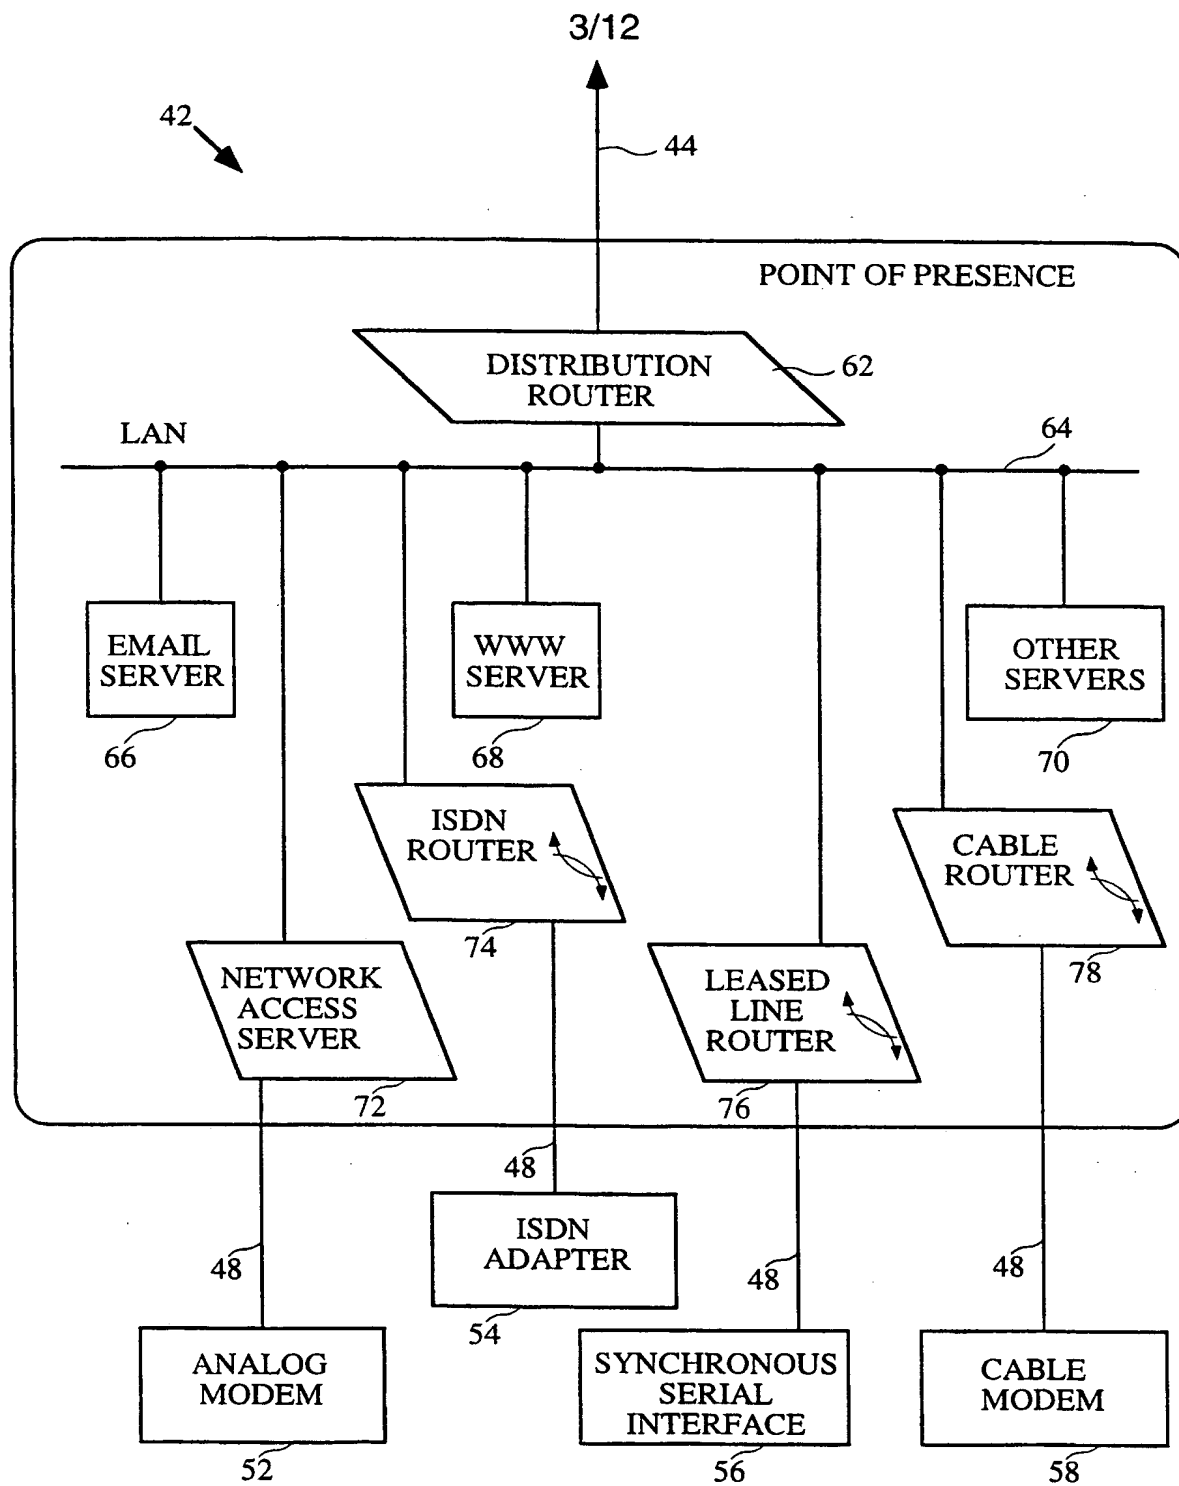 3/12
42
44
POINT OF PRESENCE
DISTRIBUTION
ROUTER
62
LAN
64
EMAIL
SERVER
66
WWW
SERVER
68
OTHER
SERVERS
70
ISDN
ROUTER
74
CABLE
ROUTER
78
NETWORK
ACCESS
SERVER
72
LEASED
LINE
ROUTER
76
48
ISDN
ADAPTER
54
48
48
48
ANALOG
MODEM
52
SYNCHRONOUS
SERIAL
INTERFACE
56
CABLE
MODEM
58